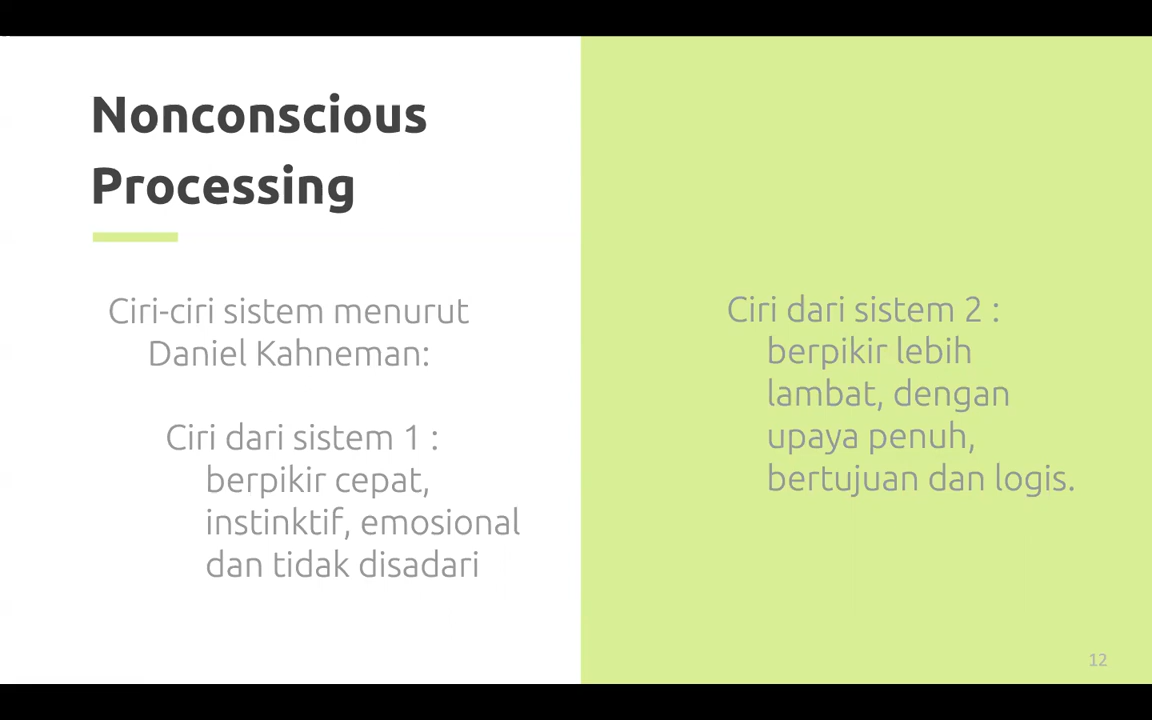 Nonconscious
Processing
Ciri-ciri sistem menurut
Daniel Kahneman:
Ciri dari sistem 1 :
berpikir cepat,
instinktif, emosional
dan tidak disadari
Ciri dari sistem 2 :
berpikir lebih
lambat, dengan
upaya penuh,
bertujuan dan logis.
12